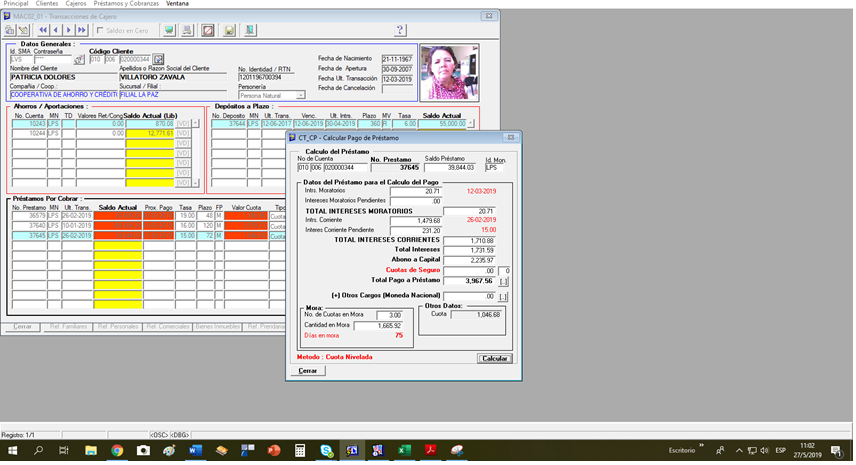 Principal Clientes Cajeros Préstamos y Cobranzas Ventana
MAC02_01 - Transacciones de Cajero
Saldos en Cero
?
Datos Generales :
Id. SMA Contraseña Código Cliente
LVS **** 010 006 020000344
Nombre del Cliente Apellidos o Razon Social del Cliente No. Identidad / RTN
PATRICIA DOLORES VILLATORO ZAVALA 1201196700394
Compañía / Coop.: Sucursal / Filial : Personería
COOPERATIVA DE AHORRO Y CRÉDIT FILIAL LA PAZ Persona Natural
Fecha de Nacimiento 21-11-1967
Fecha de Apertura 30-09-2007
Fecha Ult. Transacción 12-03-2019
Fecha de Cancelación
Ahorros / Aportaciones :
No. Cuenta MN TD Valores Ret/Cong Saldo Actual (Lib)
10243 LPS 0.00 870.08 [VD]
10244 LPS 0.00 12,771.61 [VD]
[VD]
[VD]
[VD]
[VD]
Depósitos a Plazo :
No. Deposito MN Ult. Trans. Venc. Ult. Intrs. Plazo MV Tasa Saldo Actual
37644 LPS 12-06-2017 12-06-2018 30-04-2019 360 R 6.00 55,000.00
Préstamos Por Cobrar :
No. Prestamo MN Ult. Trans. Saldo Actual Prox. Pago Tasa Plazo FP Valor Cuota Tipo
36579 LPS 26-02-2019 19.00 48 M Cuota
37640 LPS 10-01-2019 16.00 120 M Cuota
37645 LPS 26-02-2019 15.00 72 M Cuota
Cerrar Ref. Familiares Ref. Personales Ref. Comerciales Bienes Inmuebles Ref. Prendaria
CT_CP - Calcular Pago de Préstamo
Calculo del Préstamo
No de Cuenta No. Prestamo Saldo Préstamo Id. Mon.
010 006 020000344 37645 39,844.03 LPS
Datos del Préstamo para el Calculo del Pago
Intrs. Moratorios 20.71 12-03-2019
Intereses Moratorios Pendientes .00
TOTAL INTERESES MORATORIOS 20.71
Intrs. Corriente 1,479.68 26-02-2019
Interes Corriente Pendiente 231.20 15.00
TOTAL INTERESES CORRIENTES 1,710.88
Total Intereses 1,731.59
Abono a Capital 2,235.97
Cuotas de Seguro .00 0
Total Pago a Préstamo 3,967.56 [.]
(+) Otros Cargos (Moneda Nacional) .00 [.]
Mora:
No. de Cuotas en Mora 3.00
Cantidad en Mora 1,665.92
Días en mora 75
Otros Datos:
Cuota 1,046.68
Metodo : Cuota Nivelada
Calcular
Cerrar
Registro: 1/1 <OSC> <DBG>
Escritorio » ESP 11:02
27/5/2019